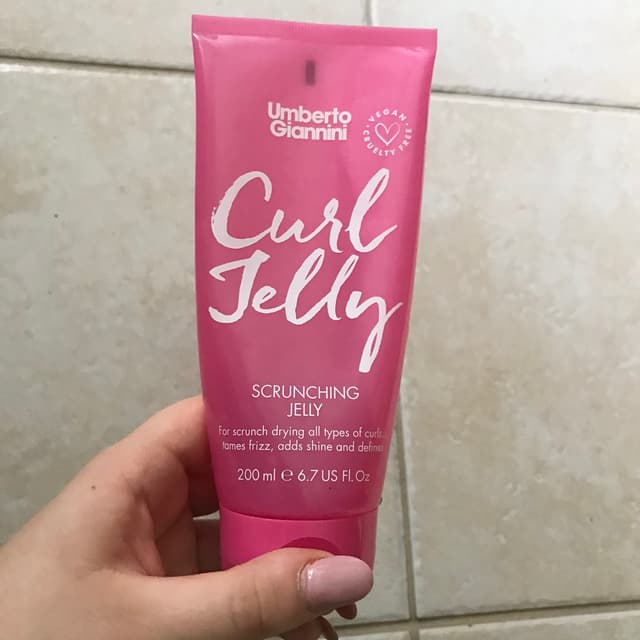 Umberto
Giannini
VEGAN
CRUELTY FREE
Curl
Jelly
SCRUNCHING
JELLY
For scrunch drying all types of curls...
tames frizz, adds shine and defines
200 ml ℮ 6.7 US Fl. Oz